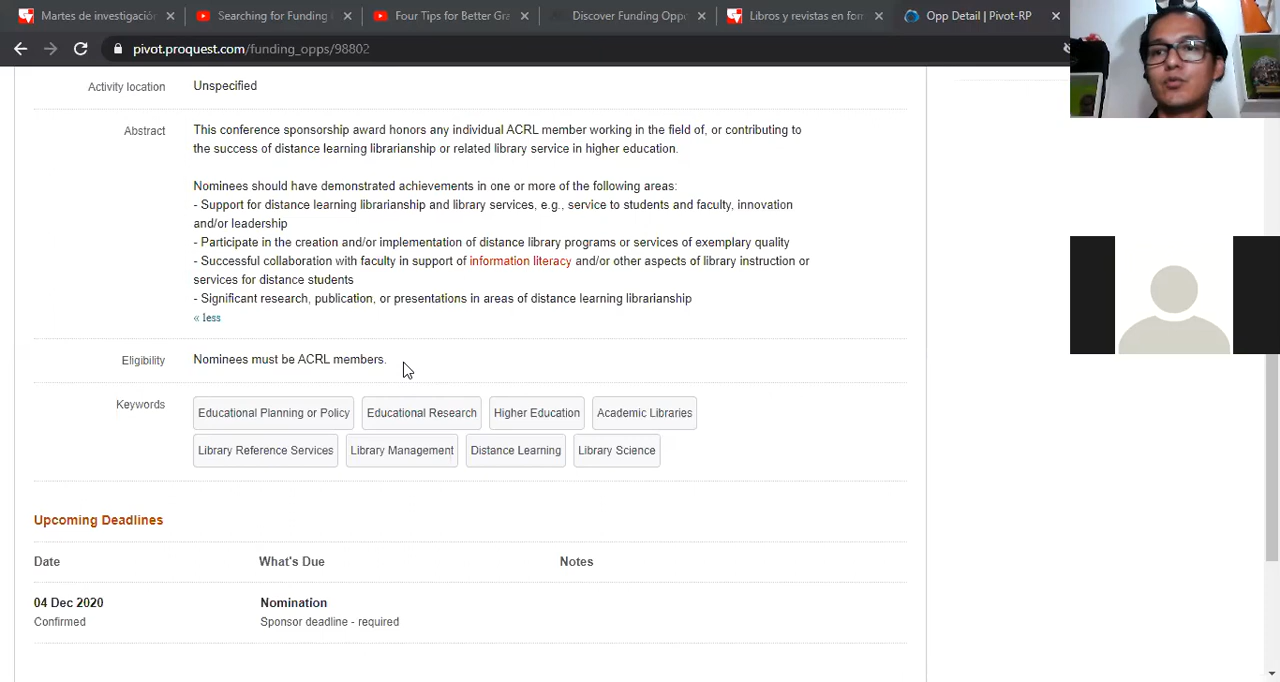 Martes de investigació
Searching for Funding
Four Tips for Better Gra
Discover Funding Oppo
Libros y revistas en for
Opp Detail | Pivot-RP
pivot.proquest.com/funding_opps/98802
Activity location Unspecified
Abstract This conference sponsorship award honors any individual ACRL member working in the field of, or contributing to
the success of distance learning librarianship or related library service in higher education.
Nominees should have demonstrated achievements in one or more of the following areas:
- Support for distance learning librarianship and library services, e.g., service to students and faculty, innovation
and/or leadership
- Participate in the creation and/or implementation of distance library programs or services of exemplary quality
- Successful collaboration with faculty in support of information literacy and/or other aspects of library instruction or
services for distance students
- Significant research, publication, or presentations in areas of distance learning librarianship
« less
Eligibility Nominees must be ACRL members.
Keywords Educational Planning or Policy Educational Research Higher Education Academic Libraries
Library Reference Services Library Management Distance Learning Library Science
Upcoming Deadlines
Date What's Due Notes
04 Dec 2020 Nomination
Confirmed Sponsor deadline - required